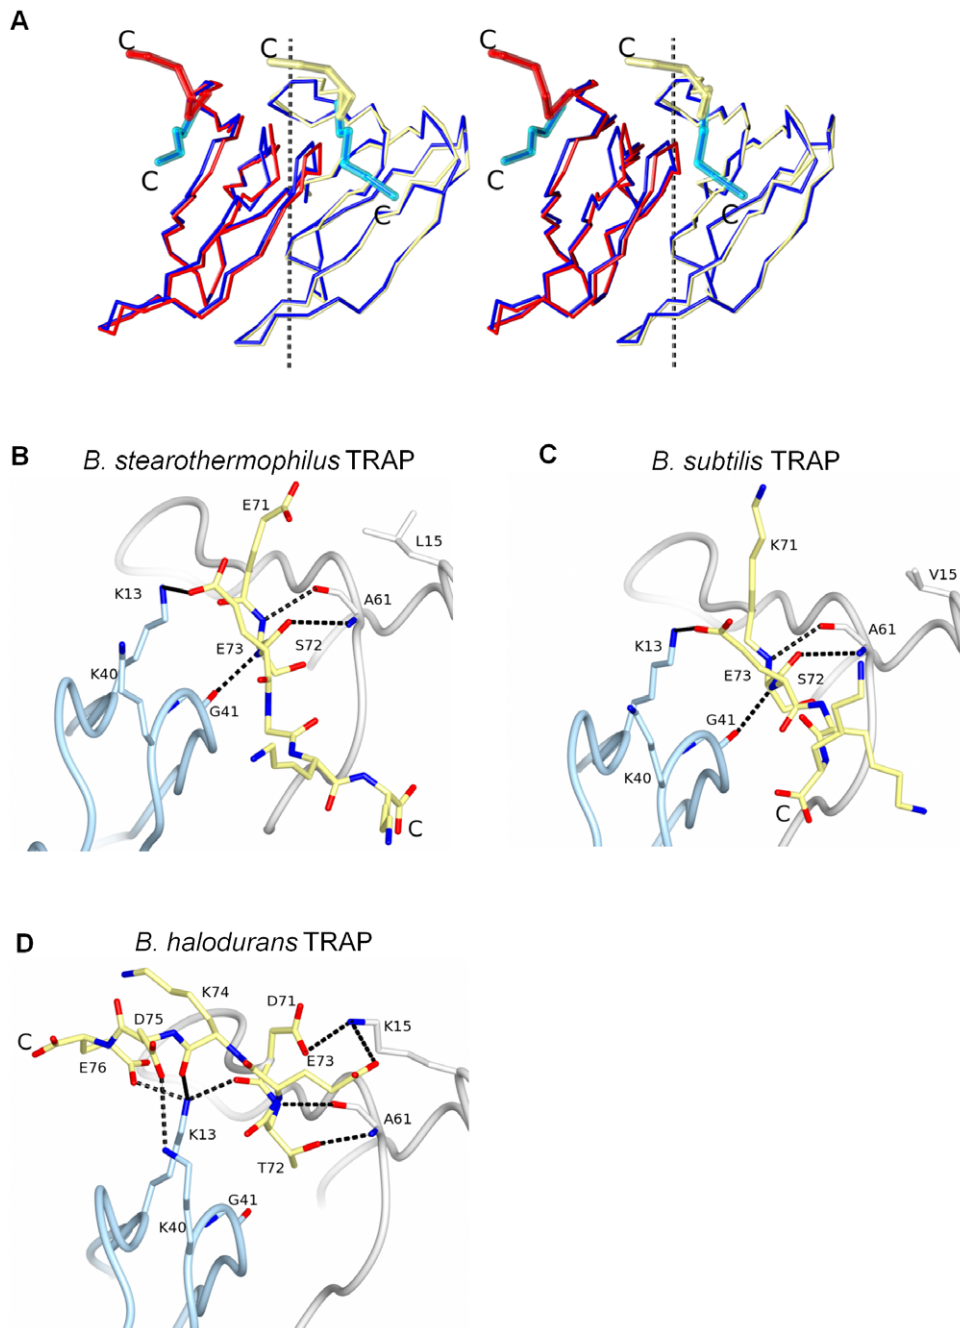 A
C
C
C
C
C
C
C
C
B
B. stearothermophilus TRAP
E71
L15
K13
A61
E73
S72
K40
G41
C
C
B. subtilis TRAP
K71
V15
K13
A61
E73
S72
G41
K40
C
D
B. halodurans TRAP
K74
D71
D75
K15
C
E73
E76
A61
K13
T72
G41
K40